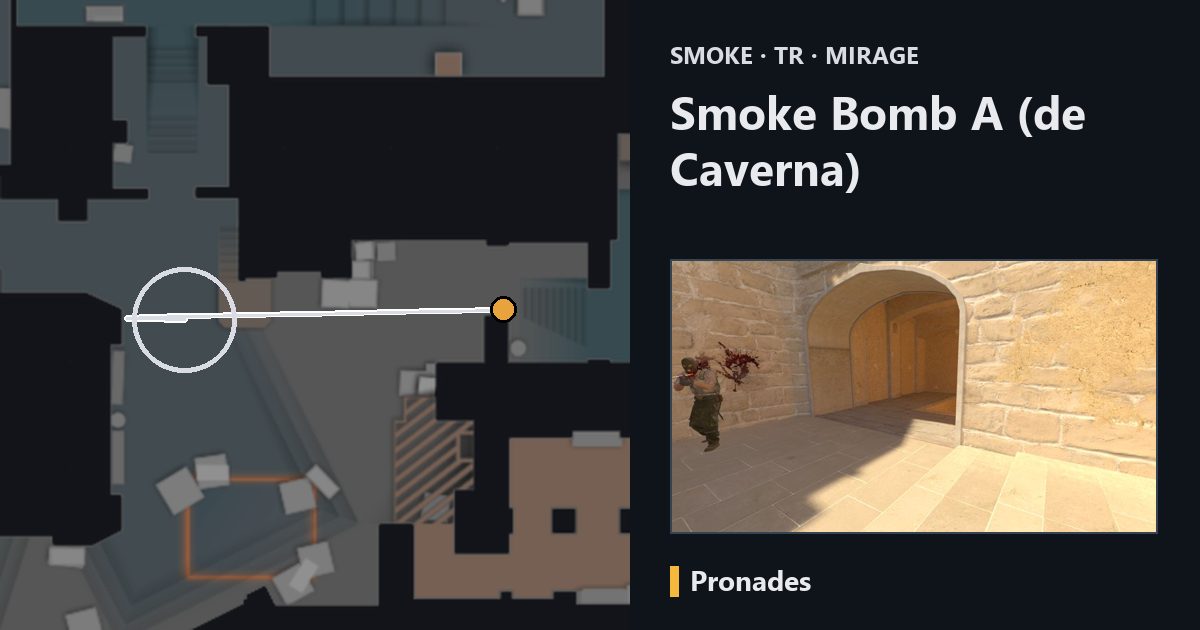 SMOKE · TR · MIRAGE
Smoke Bomb A (de
Caverna)
Pronades